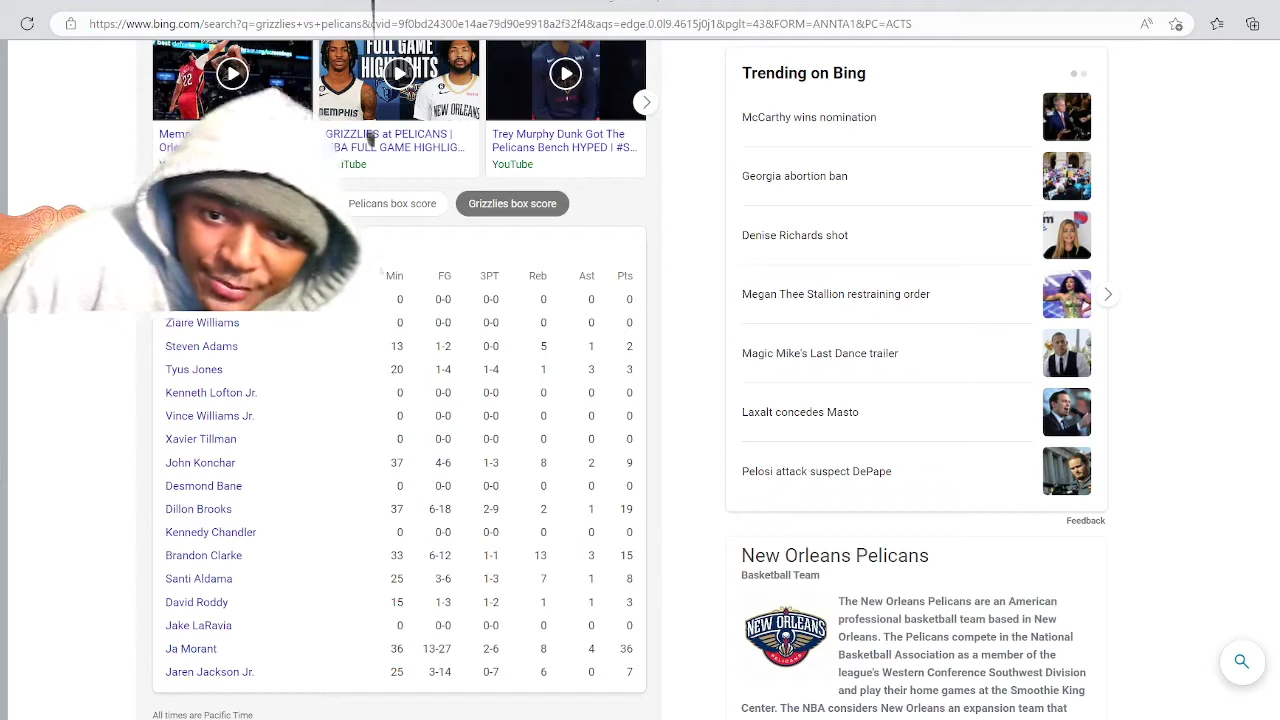 https://www.bing.com/search?q=grizzlies+vs+pelicans&cvid=9f0bd24300e14ae79d90e9918a2f32f4&aqs=edge.0.0l9.4615j0j1&pglt=43&FORM=ANNTA1&PC=ACTS
FULL GAME
HIGHLIGHTS
MEMPHIS
NEW ORLEANS
Mem
Orle
GRIZZLIES at PELICANS |
BA FULL GAME HIGHLIG...
uTube
Trey Murphy Dunk Got The
Pelicans Bench HYPED | #S...
YouTube
Pelicans box score
Grizzlies box score
Min FG 3PT Reb Ast Pts
0 0-0 0-0 0 0 0
Ziaire Williams 0 0-0 0-0 0 0 0
Steven Adams 13 1-2 0-0 5 1 2
Tyus Jones 20 1-4 1-4 1 3 3
Kenneth Lofton Jr. 0 0-0 0-0 0 0 0
Vince Williams Jr. 0 0-0 0-0 0 0 0
Xavier Tillman 0 0-0 0-0 0 0 0
John Konchar 37 4-6 1-3 8 2 9
Desmond Bane 0 0-0 0-0 0 0 0
Dillon Brooks 37 6-18 2-9 2 1 19
Kennedy Chandler 0 0-0 0-0 0 0 0
Brandon Clarke 33 6-12 1-1 13 3 15
Santi Aldama 25 3-6 1-3 7 1 8
David Roddy 15 1-3 1-2 1 1 3
Jake LaRavia 0 0-0 0-0 0 0 0
Ja Morant 36 13-27 2-6 8 4 36
Jaren Jackson Jr. 25 3-14 0-7 6 0 7
All times are Pacific Time
Trending on Bing
McCarthy wins nomination
Georgia abortion ban
Denise Richards shot
Megan Thee Stallion restraining order
Magic Mike's Last Dance trailer
Laxalt concedes Masto
Pelosi attack suspect DePape
Feedback
New Orleans Pelicans
Basketball Team
NEW ORLEANS
PELICANS
The New Orleans Pelicans are an American
professional basketball team based in New
Orleans. The Pelicans compete in the National
Basketball Association as a member of the
league's Western Conference Southwest Division
and play their home games at the Smoothie King
Center. The NBA considers New Orleans an expansion team that